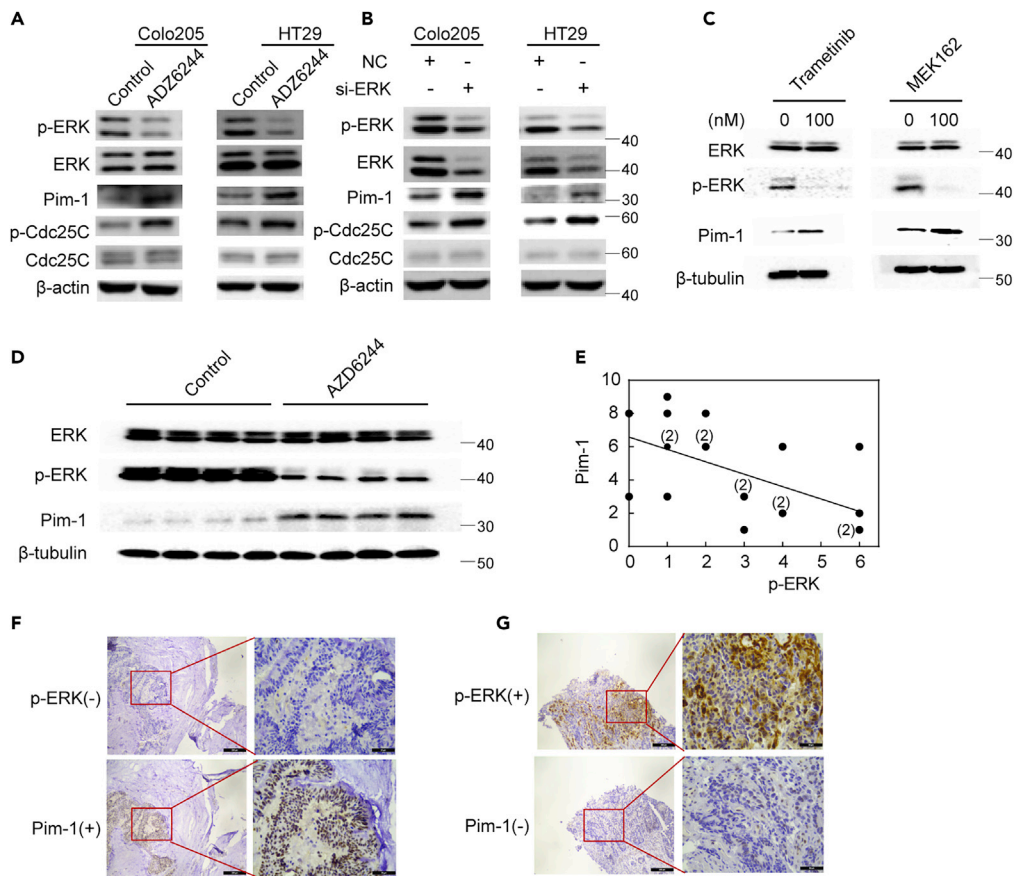 A
Colo205 HT29
Control ADZ6244 Control ADZ6244
p-ERK
ERK
Pim-1
p-Cdc25C
Cdc25C
β-actin
B
Colo205 HT29
NC + - + -
si-ERK - + - +
p-ERK 40
ERK 40
Pim-1 30
p-Cdc25C 60
Cdc25C 60
β-actin 40
C
Trametinib MEK162
(nM) 0 100 0 100
ERK 40
p-ERK 40
Pim-1 30
β-tubulin 50
D
Control AZD6244
ERK 40
p-ERK 40
Pim-1 30
β-tubulin 50
E
10
8
6
4
2
0
Pim-1
(2) (2)
(2)
(2)
(2)
0 1 2 3 4 5 6
p-ERK
F
p-ERK(-)
Pim-1(+)
G
p-ERK(+)
Pim-1(-)